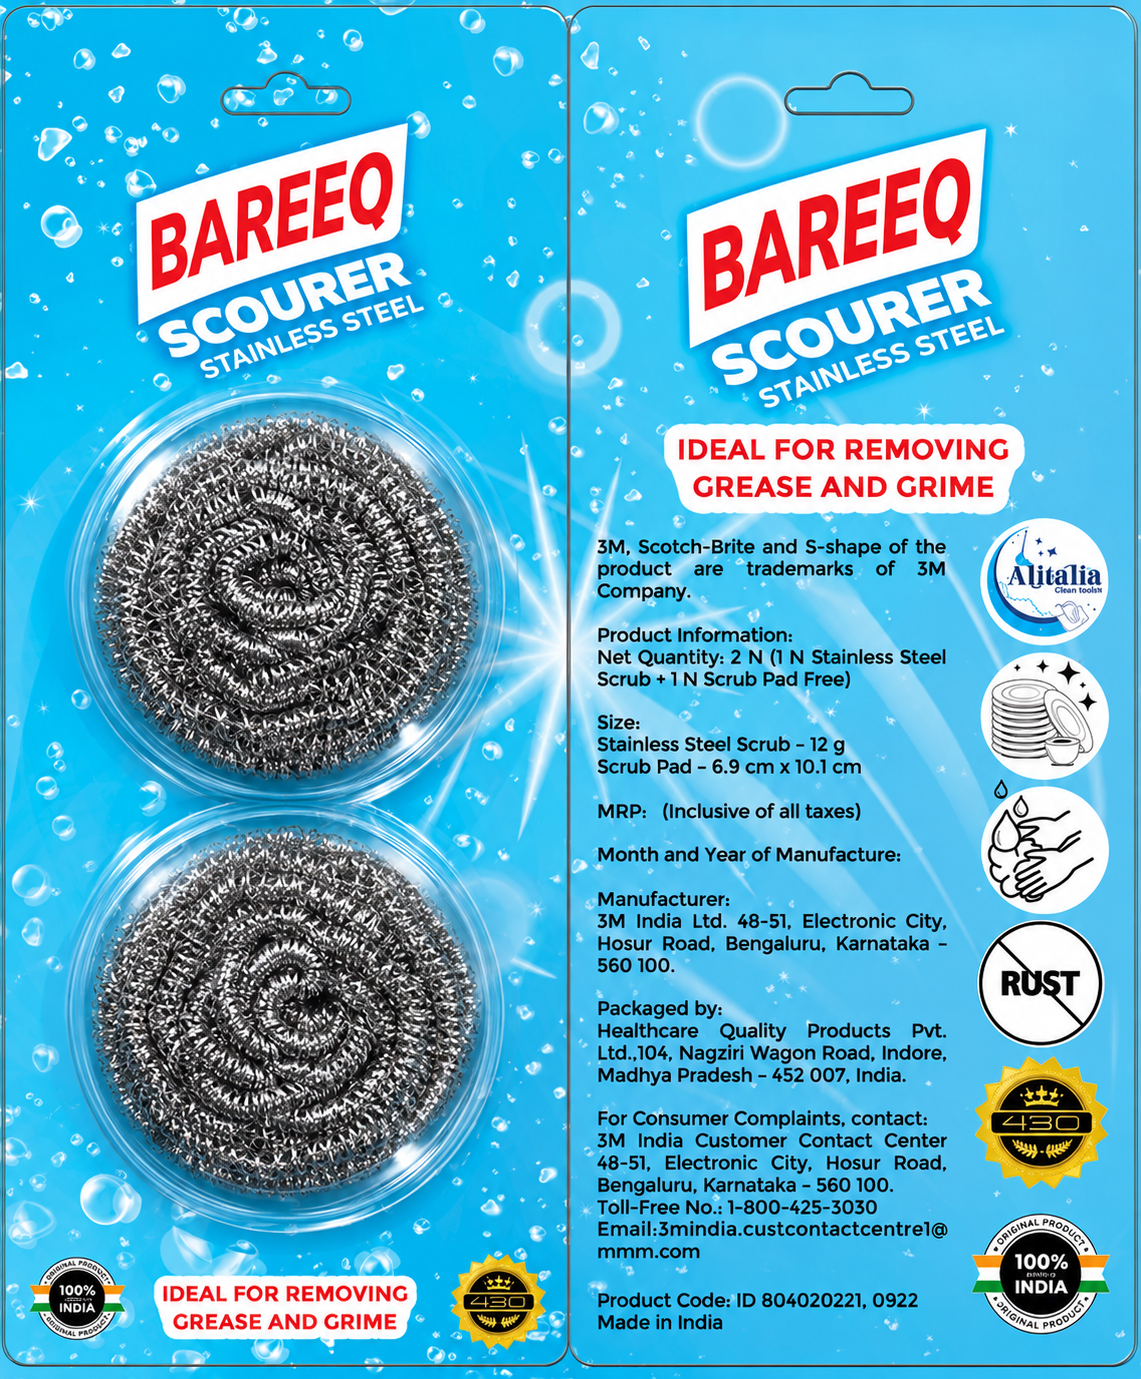 BAREEQ
SCOURER
STAINLESS STEEL
ORIGINAL PRODUCT
100%
INDIA
ORIGINAL PRODUCT
IDEAL FOR REMOVING
GREASE AND GRIME
430
BAREEQ
SCOURER
STAINLESS STEEL
IDEAL FOR REMOVING
GREASE AND GRIME
3M, Scotch-Brite and S-shape of the
product are trademarks of 3M
Company.
Product Information:
Net Quantity: 2 N (1 N Stainless Steel
Scrub + 1 N Scrub Pad Free)
Size:
Stainless Steel Scrub – 12 g
Scrub Pad – 6.9 cm x 10.1 cm
MRP: (Inclusive of all taxes)
Month and Year of Manufacture:
Manufacturer:
3M India Ltd. 48-51, Electronic City,
Hosur Road, Bengaluru, Karnataka –
560 100.
Packaged by:
Healthcare Quality Products Pvt.
Ltd.,104, Nagziri Wagon Road, Indore,
Madhya Pradesh – 452 007, India.
For Consumer Complaints, contact:
3M India Customer Contact Center
48-51, Electronic City, Hosur Road,
Bengaluru, Karnataka – 560 100.
Toll-Free No.: 1-800-425-3030
Email:3mindia.custcontactcentre1@
mmm.com
Product Code: ID 804020221, 0922
Made in India
Alitalia
Clean tools
RUST
430
ORIGINAL PRODUCT
100%
INDIA
ORIGINAL PRODUCT